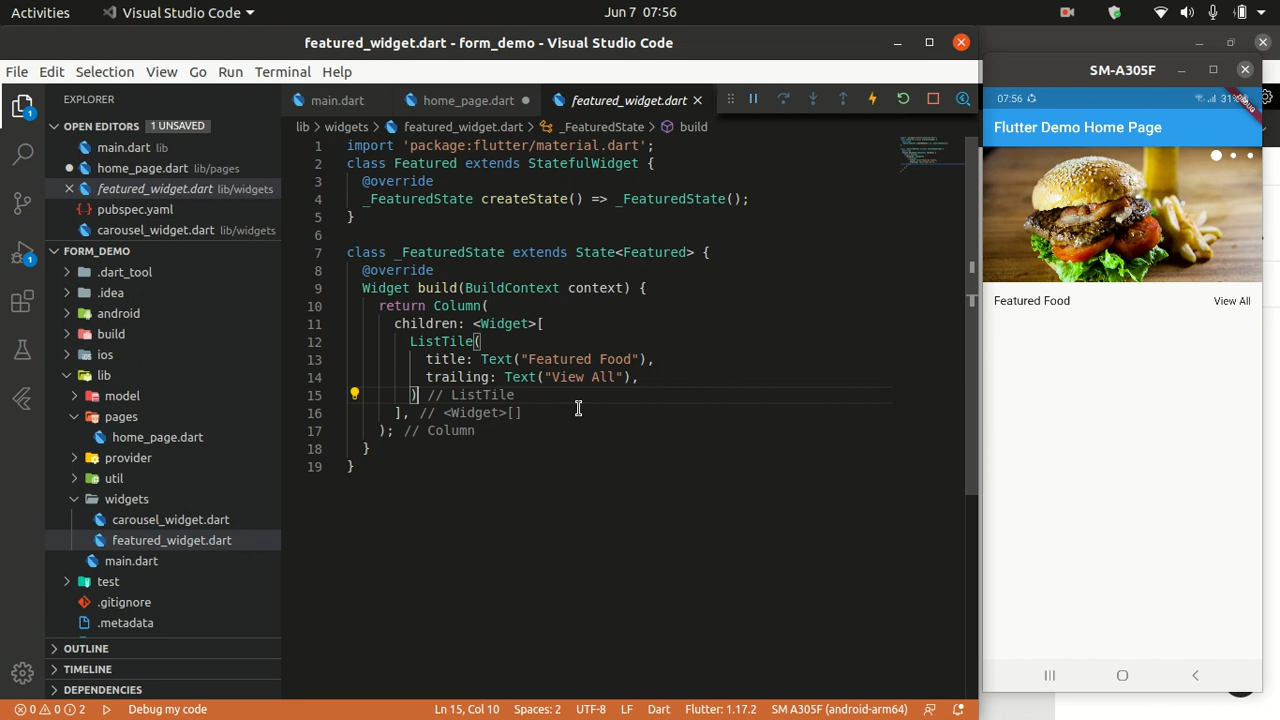 Activities
Visual Studio Code
Jun 7 07:56
featured_widget.dart - form_demo - Visual Studio Code
File Edit Selection View Go Run Terminal Help
EXPLORER
OPEN EDITORS 1 UNSAVED
main.dart lib
home_page.dart lib/pages
featured_widget.dart lib/widgets
pubspec.yaml
carousel_widget.dart lib/widgets
FORM_DEMO
.dart_tool
.idea
android
build
ios
lib
model
pages
home_page.dart
provider
util
widgets
carousel_widget.dart
featured_widget.dart
main.dart
test
.gitignore
.metadata
OUTLINE
TIMELINE
DEPENDENCIES
1
1
main.dart
home_page.dart
featured_widget.dart
lib > widgets > featured_widget.dart > _FeaturedState > build
1 import 'package:flutter/material.dart';
2 class Featured extends StatefulWidget {
3 @override
4 _FeaturedState createState() => _FeaturedState();
5 }
6
7 class _FeaturedState extends State<Featured> {
8 @override
9 Widget build(BuildContext context) {
10 return Column(
11 children: <Widget>[
12 ListTile(
13 title: Text("Featured Food"),
14 trailing: Text("View All"),
15 ) // ListTile
16 ], // <Widget>[]
17 ); // Column
18 }
19 }
SM-A305F
07:56 31%
DEBUG
Flutter Demo Home Page
Featured Food View All
0 0 2 Debug my code Ln 15, Col 10 Spaces: 2 UTF-8 LF Dart Flutter: 1.17.2 SM A305F (android-arm64)